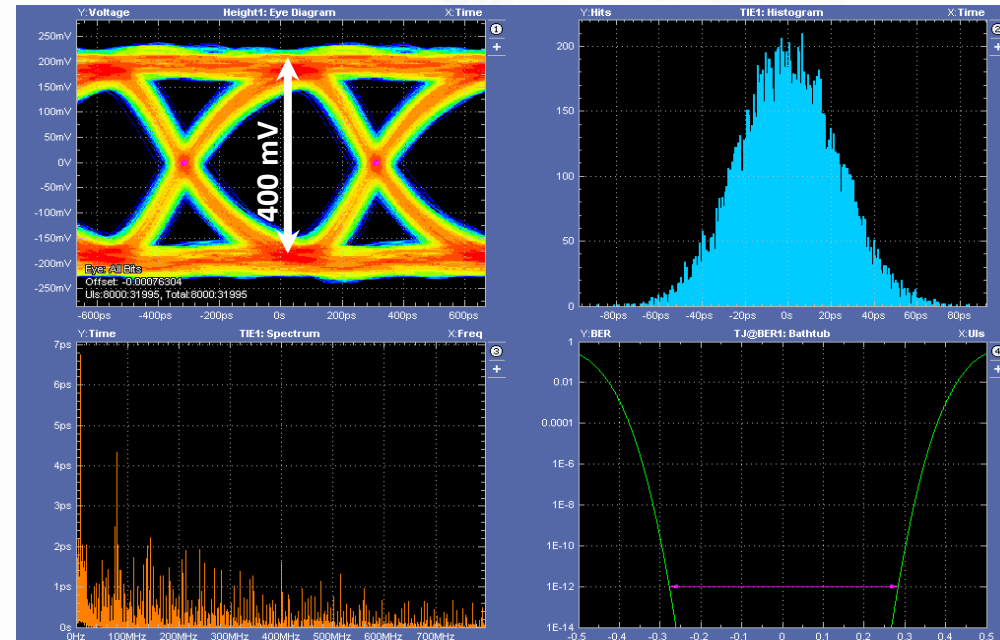 Y:Voltage Height1: Eye Diagram X:Time
1
+
250mV
200mV
150mV
100mV
50mV
0V
-50mV
-100mV
-150mV
-200mV
-250mV
400 mV
Eye: All Bits
Offset: -0.00076304
UIs:8000:31995, Total:8000:31995
-600ps -400ps -200ps 0s 200ps 400ps 600ps
Y:Hits TIE1: Histogram X:Time
2
+
200
150
100
50
0
-80ps -60ps -40ps -20ps 0s 20ps 40ps 60ps 80ps
Y:Time TIE1: Spectrum X:Freq
3
+
7ps
6ps
5ps
4ps
3ps
2ps
1ps
0s
0Hz 100MHz 200MHz 300MHz 400MHz 500MHz 600MHz 700MHz
Y:BER TJ@BER1: Bathtub X:UIs
4
+
1
0.01
0.0001
1E-6
1E-8
1E-10
1E-12
1E-14
-0.5 -0.4 -0.3 -0.2 -0.1 0 0.1 0.2 0.3 0.4 0.5